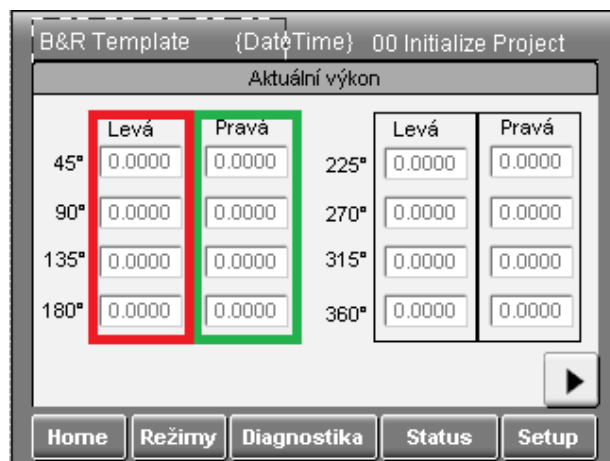 B&R Template {DateTime} 00 Initialize Project
Aktuální výkon
Levá Pravá Levá Pravá
45° 0.0000 0.0000 225° 0.0000 0.0000
90° 0.0000 0.0000 270° 0.0000 0.0000
135° 0.0000 0.0000 315° 0.0000 0.0000
180° 0.0000 0.0000 360° 0.0000 0.0000
Home Režimy Diagnostika Status Setup